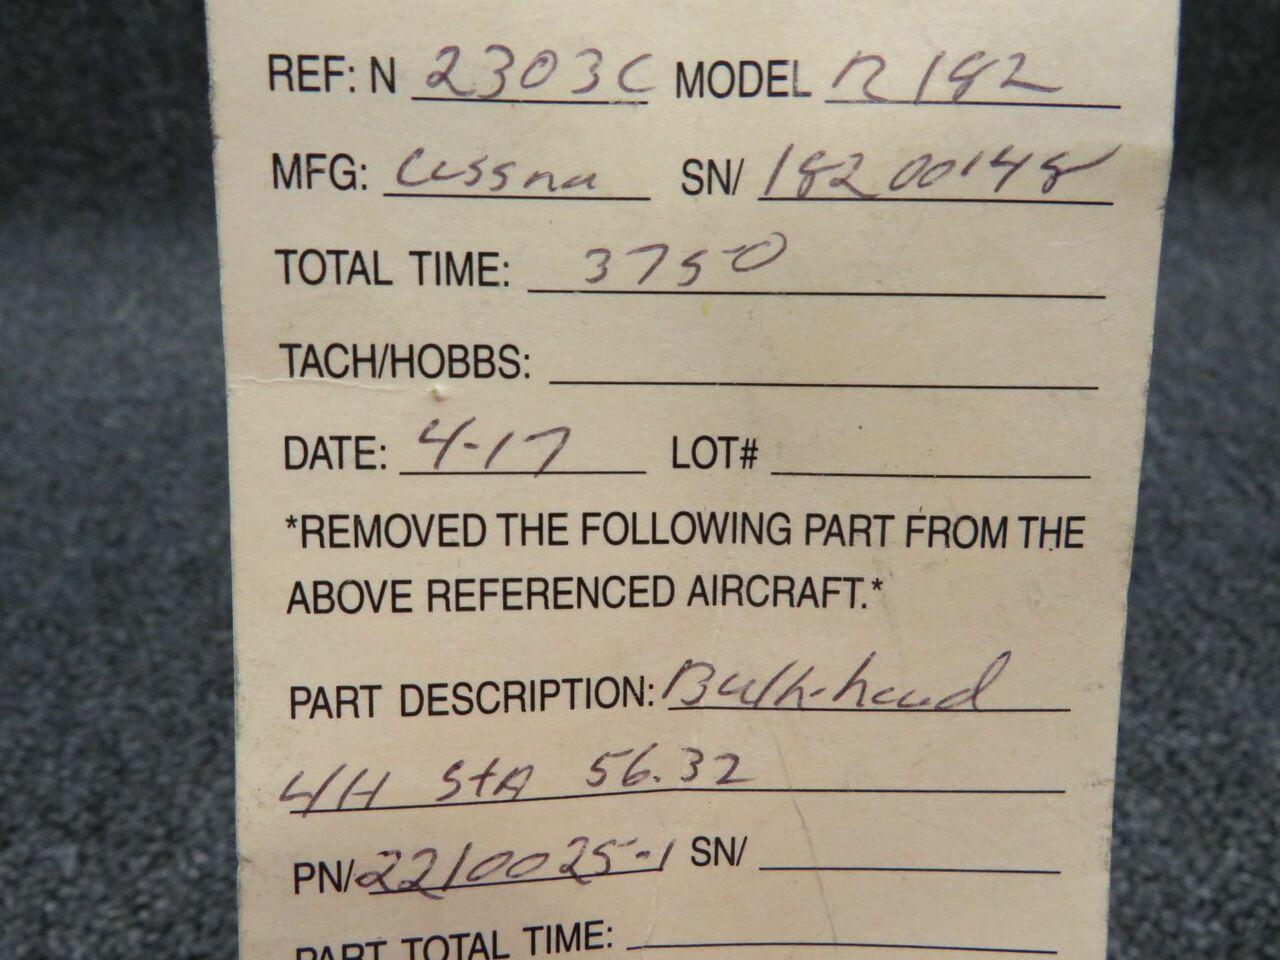 REF: N 2303C MODEL R182
MFG: Cessna SN/ 18200148
TOTAL TIME: 3750
TACH/HOBBS:
DATE: 4-17 LOT#
*REMOVED THE FOLLOWING PART FROM THE
ABOVE REFERENCED AIRCRAFT.*
PART DESCRIPTION: Bulk-head
STA 56.32
PN/ 2210025-1 SN/
PART TOTAL TIME: